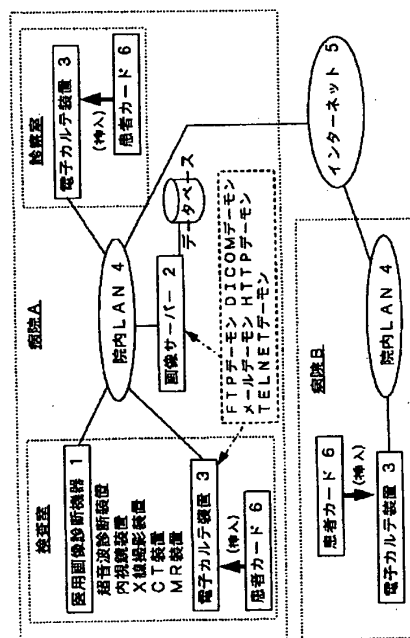 病院A
検査室
医用画像診断機器 1
超音波診断装置
内視鏡装置
X線撮影装置
CT装置
MR装置
電子カルテ装置 3
(挿入)
患者カード 6
院内LAN 4
画像サーバー 2
データベース
FTPデーモン DICOMデーモン
メールデーモン HTTPデーモン
TELNETデーモン
診察室
電子カルテ装置 3
(挿入)
患者カード 6
病院B
患者カード 6
(挿入)
電子カルテ装置 3
院内LAN 4
インターネット 5